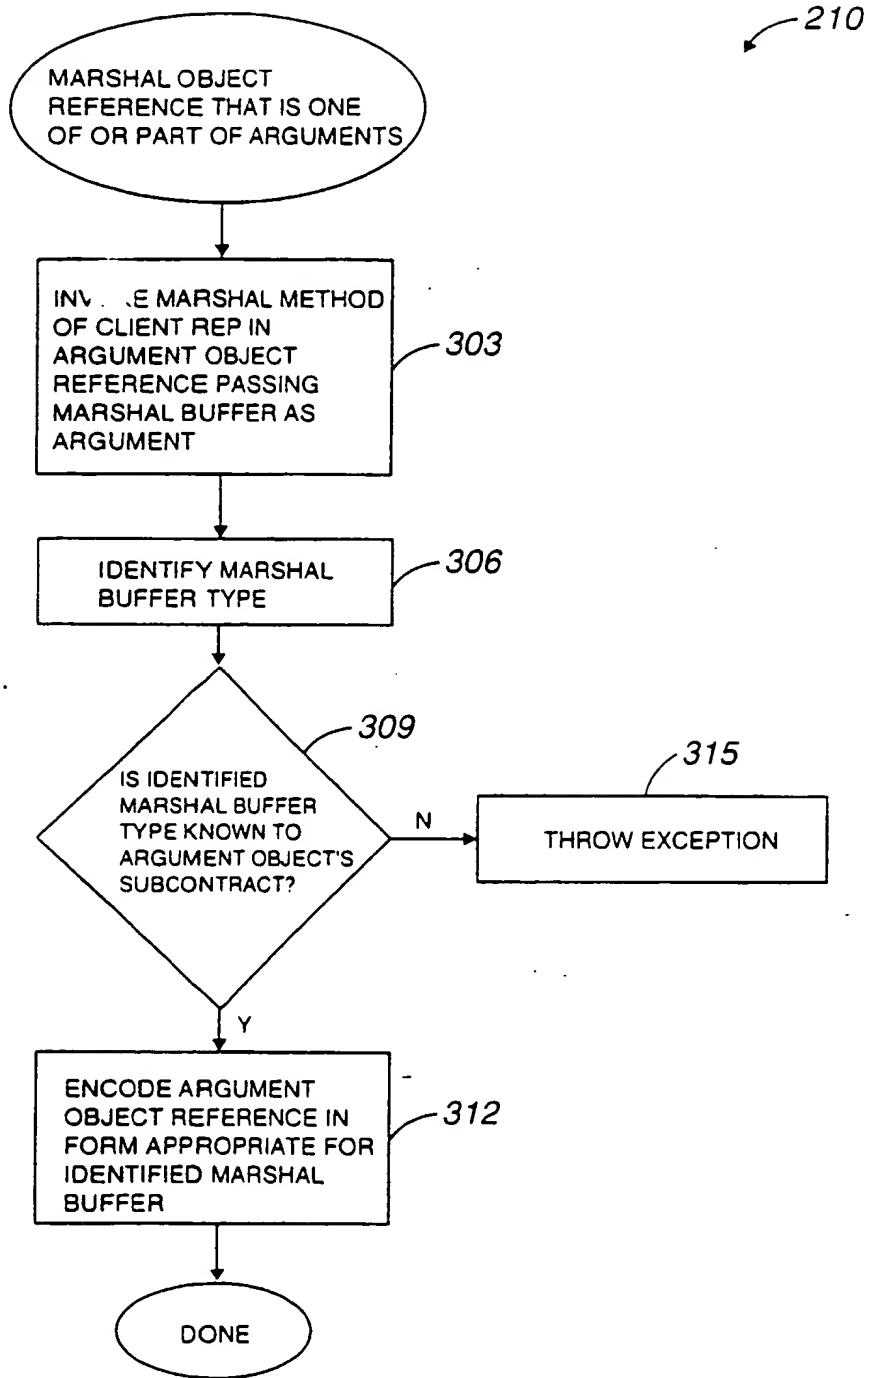 210
MARSHAL OBJECT
REFERENCE THAT IS ONE
OF OR PART OF ARGUMENTS
MARSHAL METHOD
OF CLIENT REP IN
ARGUMENT OBJECT
REFERENCE PASSING
MARSHAL BUFFER AS
ARGUMENT
303
IDENTIFY MARSHAL
BUFFER TYPE
306
309
IS IDENTIFIED
MARSHAL BUFFER
TYPE KNOWN TO
ARGUMENT OBJECT'S
SUBCONTRACT?
N
315
THROW EXCEPTION
Y
ENCODE ARGUMENT
OBJECT REFERENCE IN
FORM APPROPRIATE FOR
IDENTIFIED MARSHAL
BUFFER
312
DONE